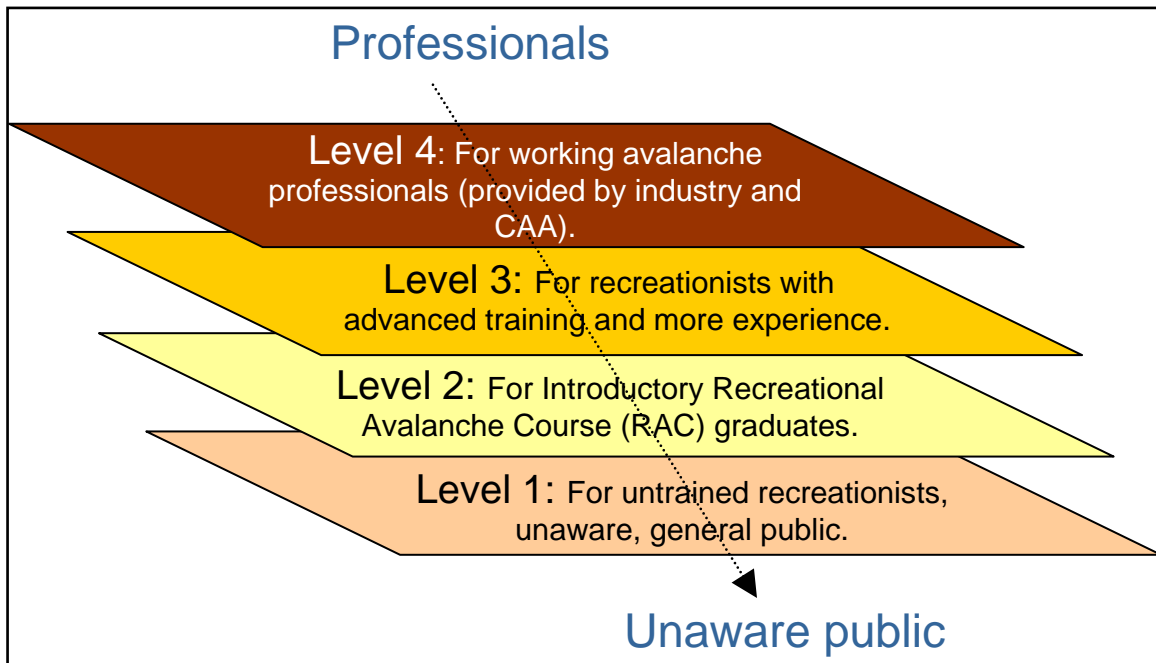 Professionals
Level 4: For working avalanche
professionals (provided by industry and
CAA).
Level 3: For recreationists with
advanced training and more experience.
Level 2: For Introductory Recreational
Avalanche Course (RAC) graduates.
Level 1: For untrained recreationists,
unaware, general public.
Unaware public